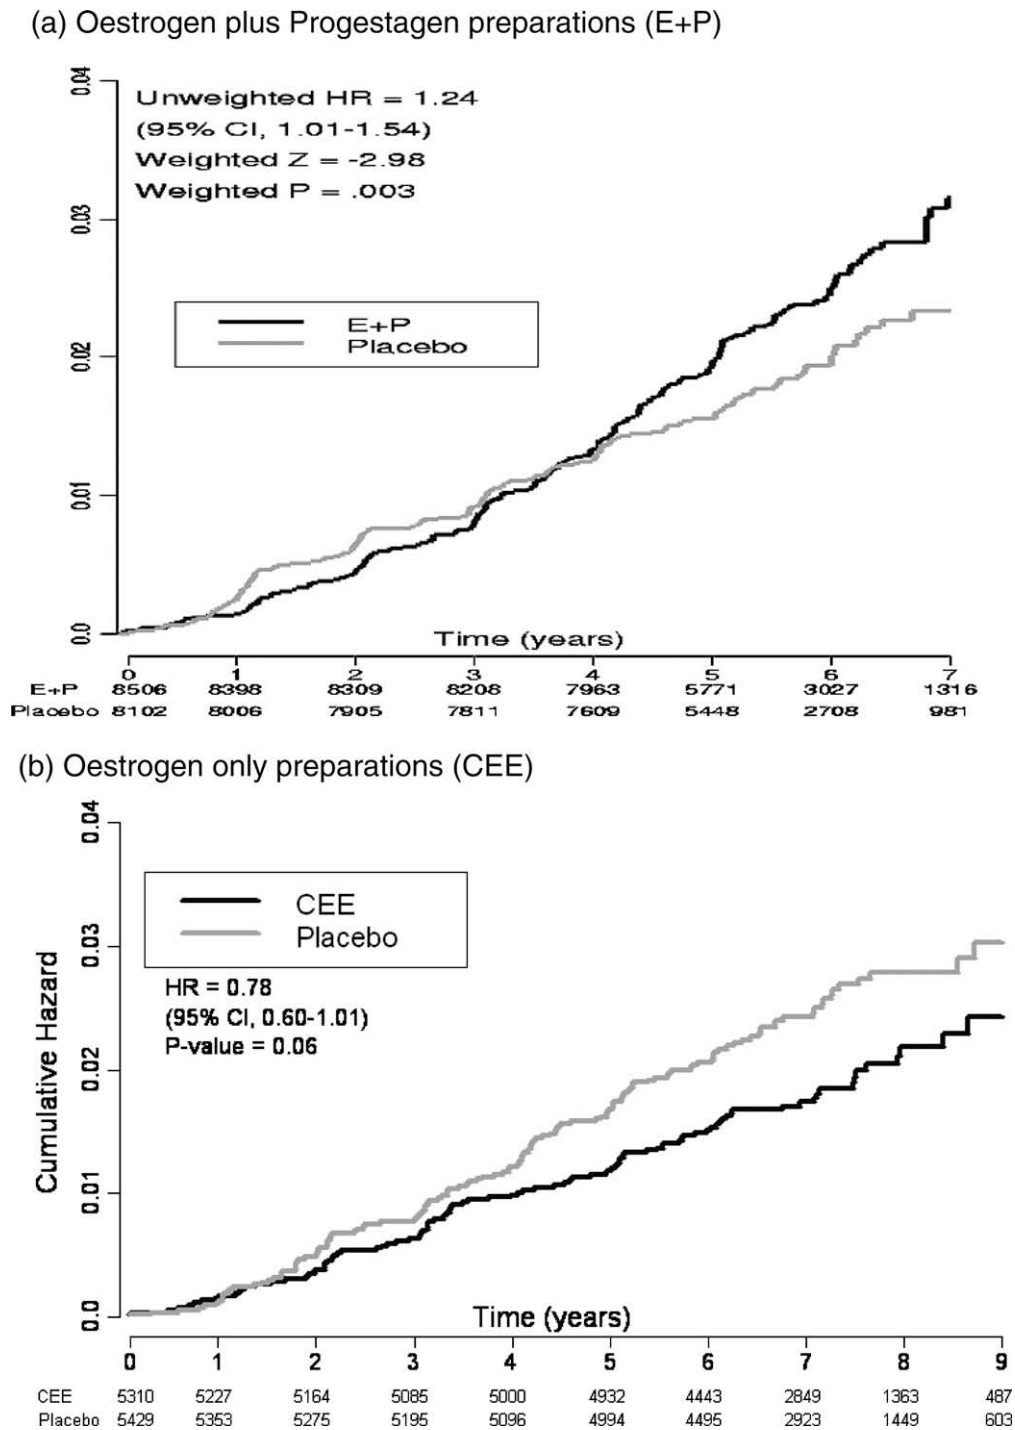 (a) Oestrogen plus Progestagen preparations (E+P)
0.04
Unweighted HR = 1.24
(95% CI, 1.01-1.54)
Weighted Z = -2.98
Weighted P = .003
0.03
E+P
Placebo
0.02
0.01
0.0
Time (years)
0 1 2 3 4 5 6 7
E+P 8506 8398 8309 8208 7963 5771 3027 1316
Placebo 8102 8006 7905 7811 7609 5448 2708 981
(b) Oestrogen only preparations (CEE)
0.04
CEE
Placebo
0.03
HR = 0.78
(95% CI, 0.60-1.01)
P-value = 0.06
Cumulative Hazard
0.02
0.01
0.0
Time (years)
0 1 2 3 4 5 6 7 8 9
CEE 5310 5227 5164 5085 5000 4932 4443 2849 1363 487
Placebo 5429 5353 5275 5195 5096 4994 4495 2923 1449 603